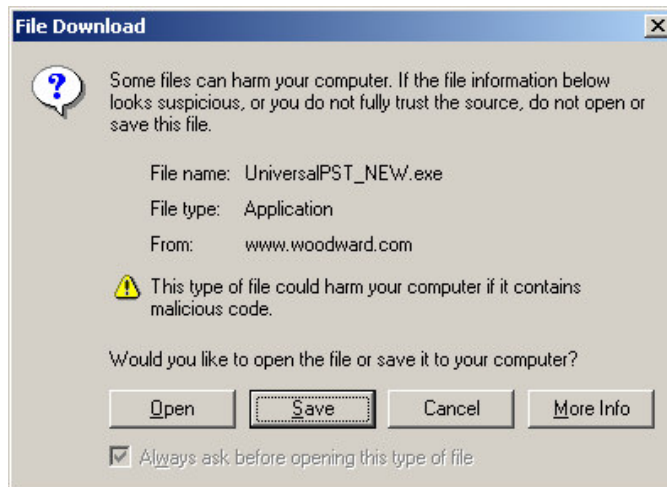 File Download
Some files can harm your computer. If the file information below
looks suspicious, or you do not fully trust the source, do not open or
save this file.
File name: UniversalPST_NEW.exe
File type: Application
From: www.woodward.com
This type of file could harm your computer if it contains
malicious code.
Would you like to open the file or save it to your computer?
Open Save Cancel More Info
Always ask before opening this type of file